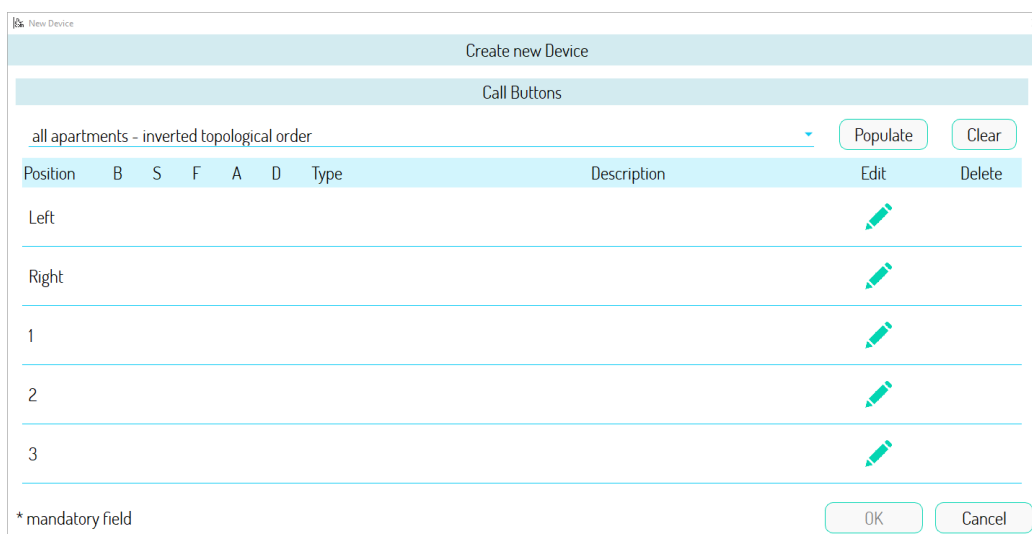 New Device
Create new Device
Call Buttons
all apartments - inverted topological order Populate Clear
Position B S F A D Type Description Edit Delete
Left
Right
1
2
3
* mandatory field OK Cancel